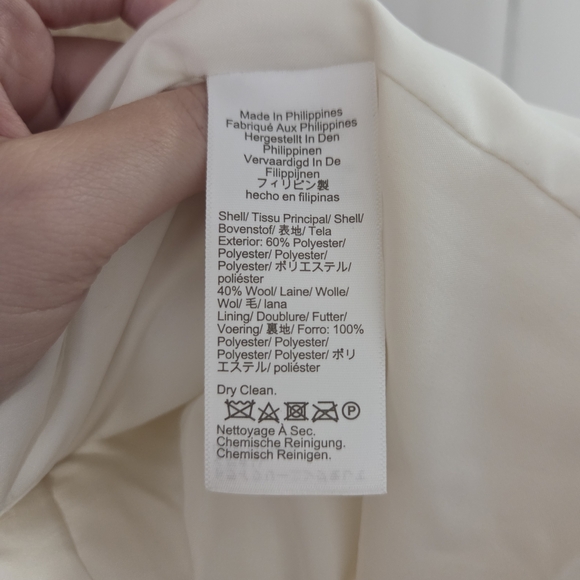 Made In Philippines
Fabriqué Aux Philippines
Hergestellt In Den
Philippinen
Vervaardigd In De
Filippijnen
フィリピン製
hecho en filipinas
Shell/ Tissu Principal/ Shell/
Bovenstof/ 表地/ Tela
Exterior: 60% Polyester/
Polyester/ Polyester/
Polyester/ ポリエステル/
poliéster
40% Wool/ Laine/ Wolle/
Wol/ 毛/ lana
Lining/ Doublure/ Futter/
Voering/ 裏地/ Forro: 100%
Polyester/ Polyester/
Polyester/ Polyester/ ポリ
エステル/ poliéster
Dry Clean.
P
Nettoyage À Sec.
Chemische Reinigung.
Chemisch Reinigen.